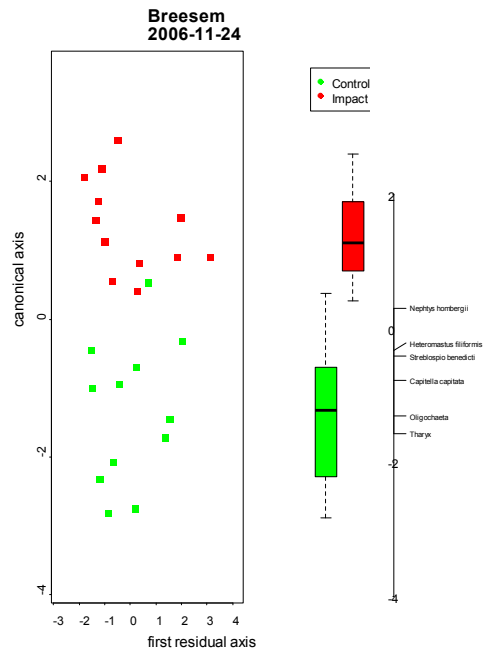 Breesem
2006-11-24
Control
Impact
canonical axis
2
0
-2
-4
-3 -2 -1 0 1 2 3 4
first residual axis
2
0
-2
-4
Nephtys hombergii
Heteromastus filiformis
Streblospio benedicti
Capitella capitata
Oligochaeta
Tharyx